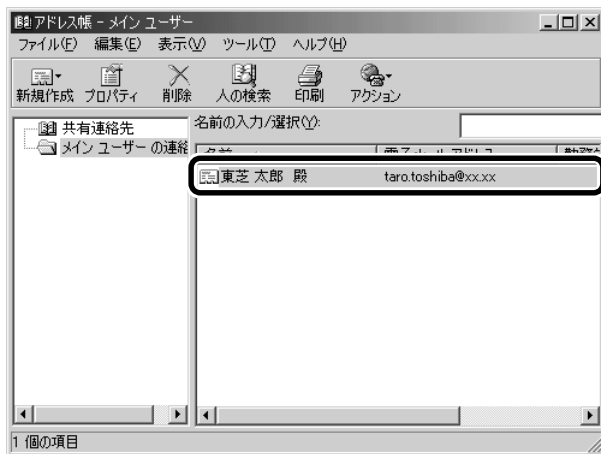 アドレス帳 - メイン ユーザー
ファイル(F) 編集(E) 表示(V) ツール(T) ヘルプ(H)
新規作成 プロパティ 削除 人の検索 印刷 アクション
共有連絡先
メイン ユーザー の連絡
名前の入力/選択(Y):
東芝 太郎 殿 taro.toshiba@xx.xx
1 個の項目